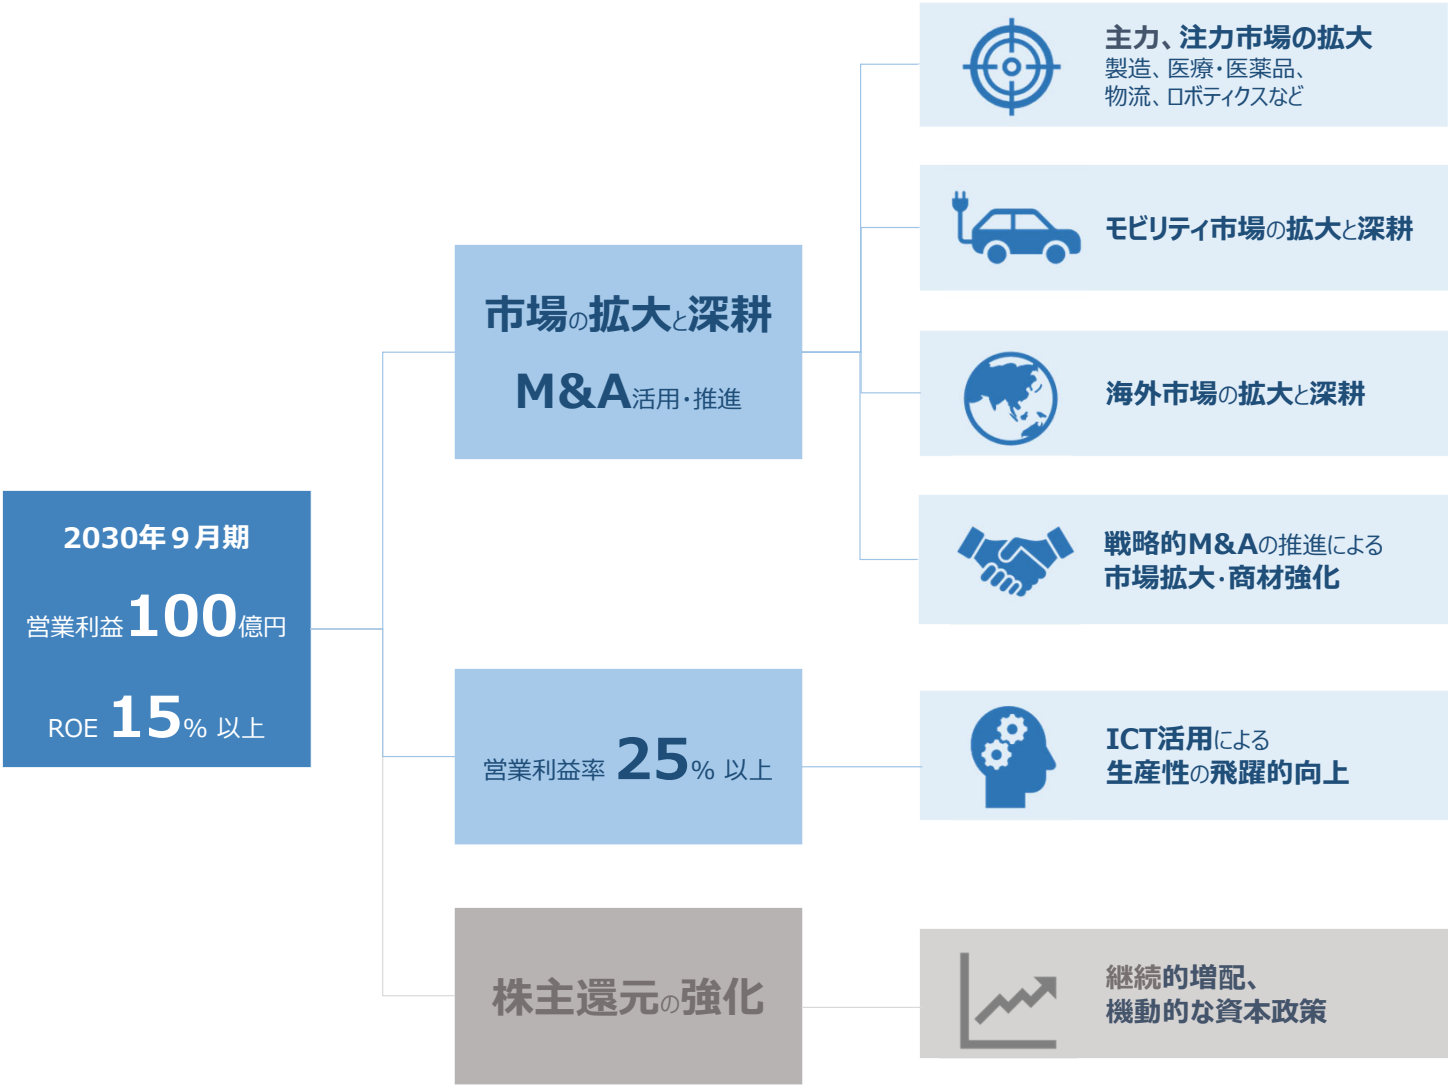 2030年９月期
営業利益100億円
ROE 15% 以上
市場の拡大と深耕
M&A活用・推進
主力、注力市場の拡大
製造、医療・医薬品、
物流、ロボティクスなど
モビリティ市場の拡大と深耕
海外市場の拡大と深耕
戦略的M&Aの推進による
市場拡大・商材強化
営業利益率 25% 以上
ICT活用による
生産性の飛躍的向上
株主還元の強化
継続的増配、
機動的な資本政策